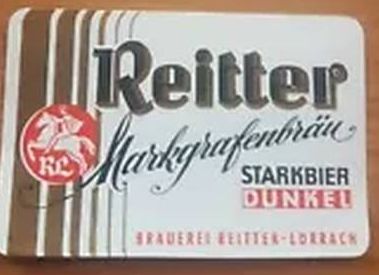 Reitter
Markgrafenbräu
STARKBIER
DUNKEL
RL
BRAUEREI REITTER-LÖRRACH